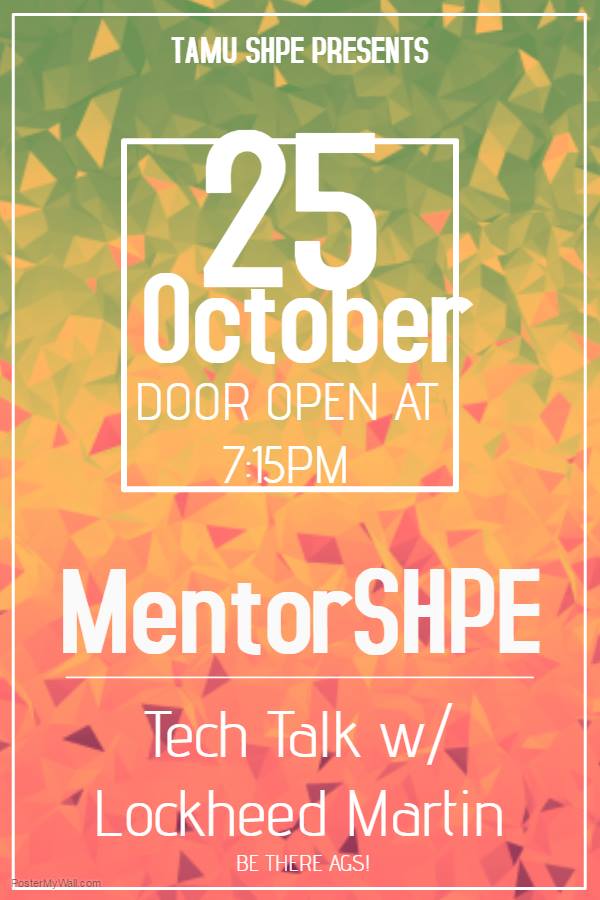 TAMU SHPE PRESENTS
25
October
DOOR OPEN AT
7:15PM
MentorSHPE
Tech Talk w/
Lockheed Martin
BE THERE AGS!
PosterMyWall.com